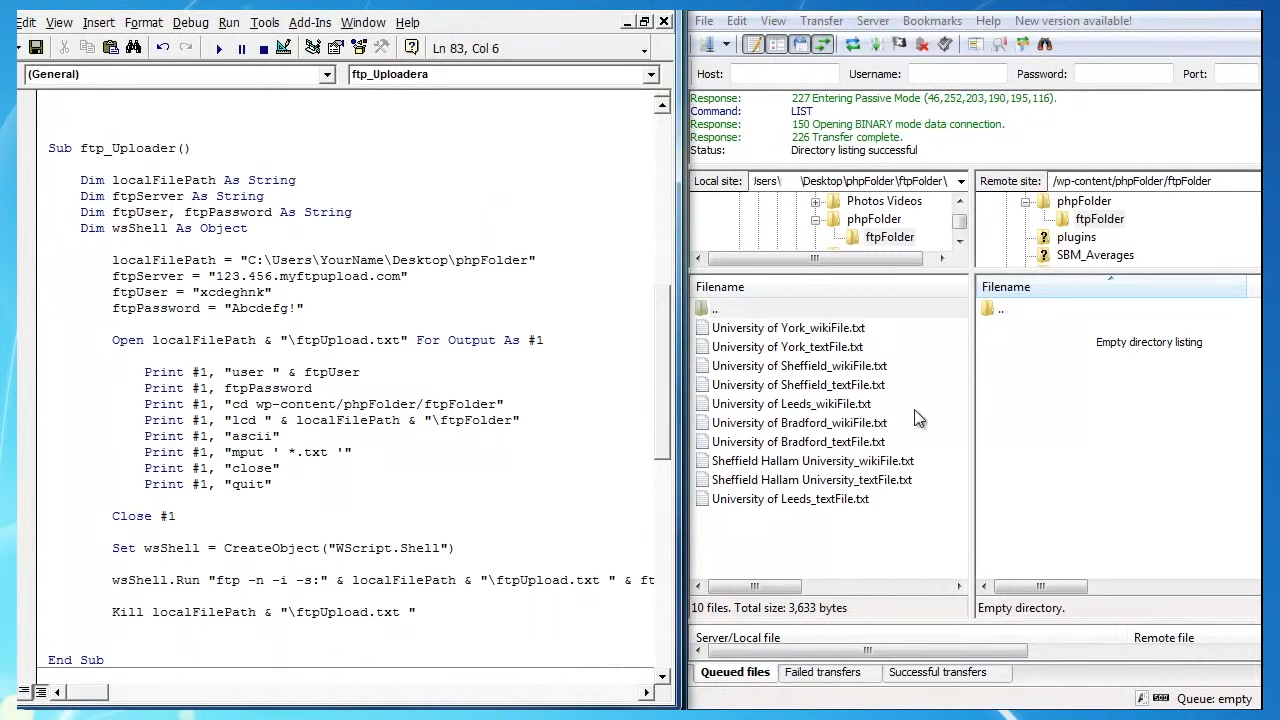 Edit View Insert Format Debug Run Tools Add-Ins Window Help
Ln 83, Col 6
(General)
ftp_Uploadera
Sub ftp_Uploader()
Dim localFilePath As String
Dim ftpServer As String
Dim ftpUser, ftpPassword As String
Dim wsShell As Object
localFilePath = "C:\Users\YourName\Desktop\phpFolder"
ftpServer = "123.456.myftpupload.com"
ftpUser = "xcdeghnk"
ftpPassword = "Abcdefg!"
Open localFilePath & "\ftpUpload.txt" For Output As #1
Print #1, "user " & ftpUser
Print #1, ftpPassword
Print #1, "cd wp-content/phpFolder/ftpFolder"
Print #1, "lcd " & localFilePath & "\ftpFolder"
Print #1, "ascii"
Print #1, "mput ' *.txt '"
Print #1, "close"
Print #1, "quit"
Close #1
Set wsShell = CreateObject("WScript.Shell")
wsShell.Run "ftp -n -i -s:" & localFilePath & "\ftpUpload.txt " & ft
Kill localFilePath & "\ftpUpload.txt "
End Sub
File Edit View Transfer Server Bookmarks Help New version available!
Host: Username: Password: Port:
Response: 227 Entering Passive Mode (46,252,203,190,195,116).
Command: LIST
Response: 150 Opening BINARY mode data connection.
Response: 226 Transfer complete.
Status: Directory listing successful
Local site: Jsers\ \Desktop\phpFolder\ftpFolder\
Photos Videos
phpFolder
ftpFolder
Remote site: /wp-content/phpFolder/ftpFolder
phpFolder
ftpFolder
plugins
SBM_Averages
Filename
..
University of York_wikiFile.txt
University of York_textFile.txt
University of Sheffield_wikiFile.txt
University of Sheffield_textFile.txt
University of Leeds_wikiFile.txt
University of Bradford_wikiFile.txt
University of Bradford_textFile.txt
Sheffield Hallam University_wikiFile.txt
Sheffield Hallam University_textFile.txt
University of Leeds_textFile.txt
10 files. Total size: 3,633 bytes
Filename
..
Empty directory listing
Empty directory.
Server/Local file Remote file
Queued files Failed transfers Successful transfers
Queue: empty